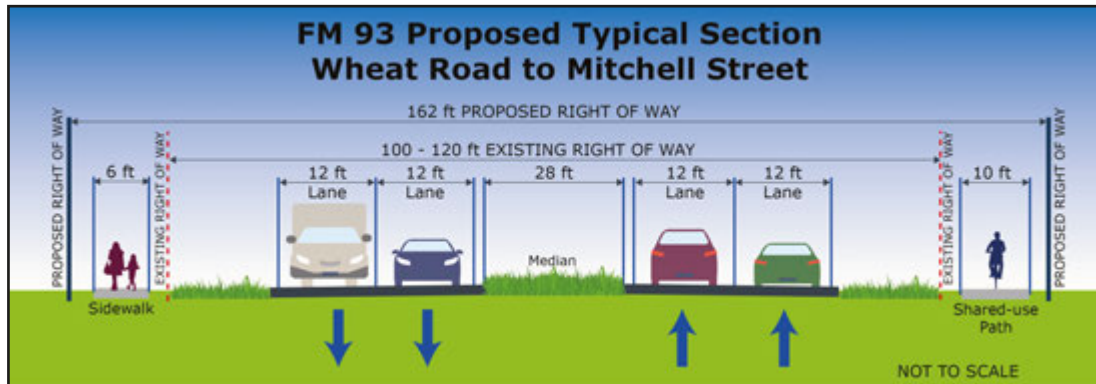 FM 93 Proposed Typical Section
Wheat Road to Mitchell Street
162 ft PROPOSED RIGHT OF WAY
100 - 120 ft EXISTING RIGHT OF WAY
PROPOSED RIGHT OF WAY
6 ft
EXISTING RIGHT OF WAY
12 ft
Lane
12 ft
Lane
28 ft
12 ft
Lane
12 ft
Lane
EXISTING RIGHT OF WAY
10 ft
PROPOSED RIGHT OF WAY
Median
Sidewalk
Shared-use
Path
NOT TO SCALE